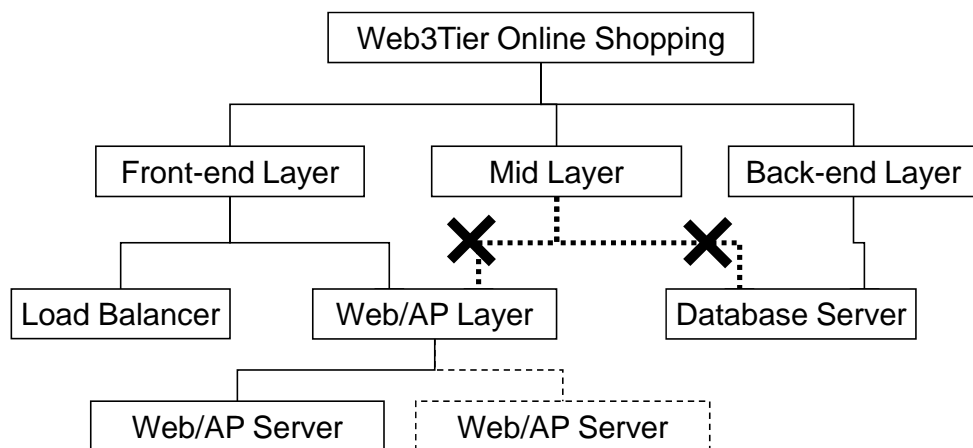 Web3Tier Online Shopping
Front-end Layer
Mid Layer
Back-end Layer
Load Balancer
Web/AP Layer
Database Server
Web/AP Server
Web/AP Server